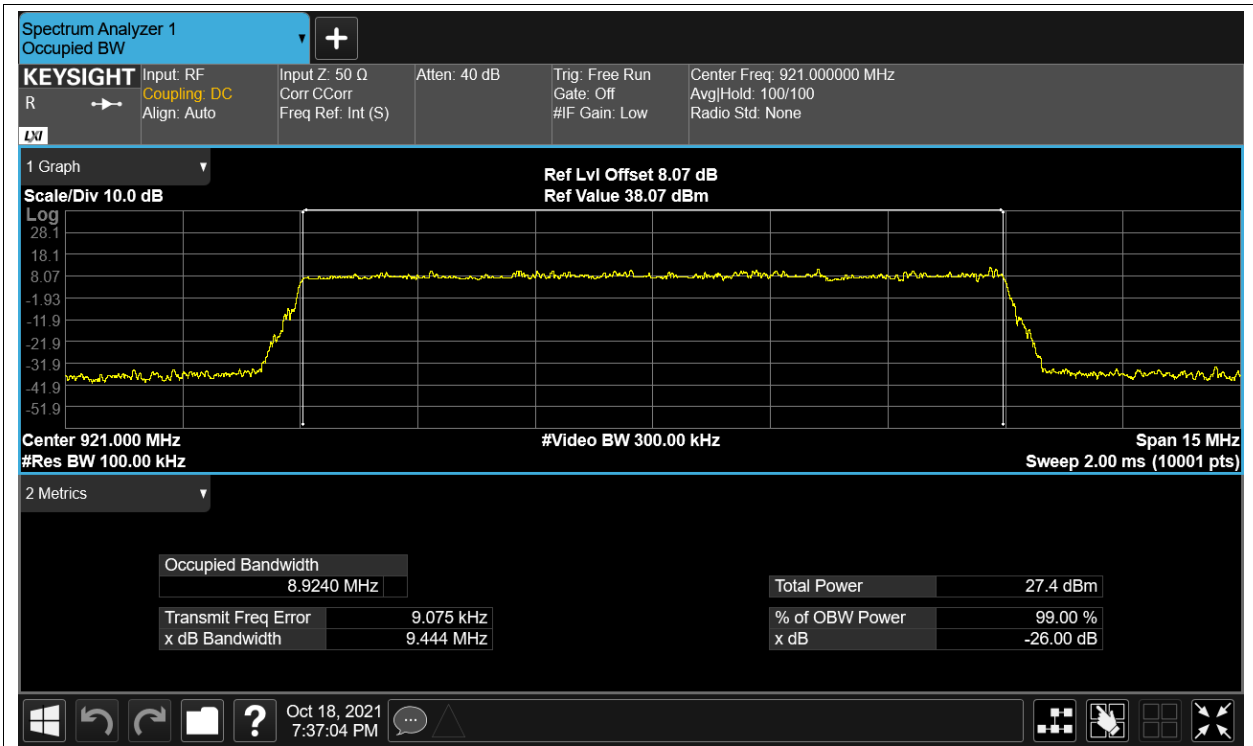 Spectrum Analyzer 1
Occupied BW
KEYSIGHT
R
LXI
Input: RF
Coupling: DC
Align: Auto
Input Z: 50 Ω
Corr CCorr
Freq Ref: Int (S)
Atten: 40 dB
Trig: Free Run
Gate: Off
#IF Gain: Low
Center Freq: 921.000000 MHz
Avg|Hold: 100/100
Radio Std: None
1 Graph
Scale/Div 10.0 dB
Ref Lvl Offset 8.07 dB
Ref Value 38.07 dBm
Log
28.1
18.1
8.07
-1.93
-11.9
-21.9
-31.9
-41.9
-51.9
Center 921.000 MHz
#Res BW 100.00 kHz
#Video BW 300.00 kHz
Span 15 MHz
Sweep 2.00 ms (10001 pts)
2 Metrics
Occupied Bandwidth
8.9240 MHz
Transmit Freq Error 9.075 kHz
x dB Bandwidth 9.444 MHz
Total Power 27.4 dBm
% of OBW Power 99.00 %
x dB -26.00 dB
?
Oct 18, 2021
7:37:04 PM